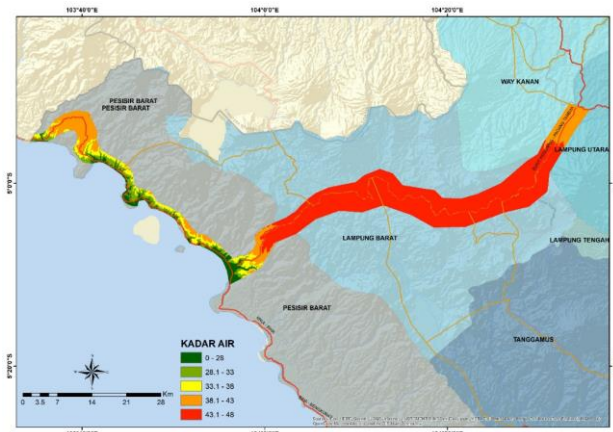 103°40'0"E 104°0'0"E 104°20'0"E
WAY KANAN
PESISIR BARAT
PESISIR BARAT
LAMPUNG UTARA
5°0'0"S
LAMPUNG BARAT
LAMPUNG TENGAH
PESISIR BARAT
TANGGAMUS
KADAR AIR
0 - 28
28.1 - 33
33.1 - 38
38.1 - 43
43.1 - 48
5°20'0"S
0 3.5 7 14 21 28 Km